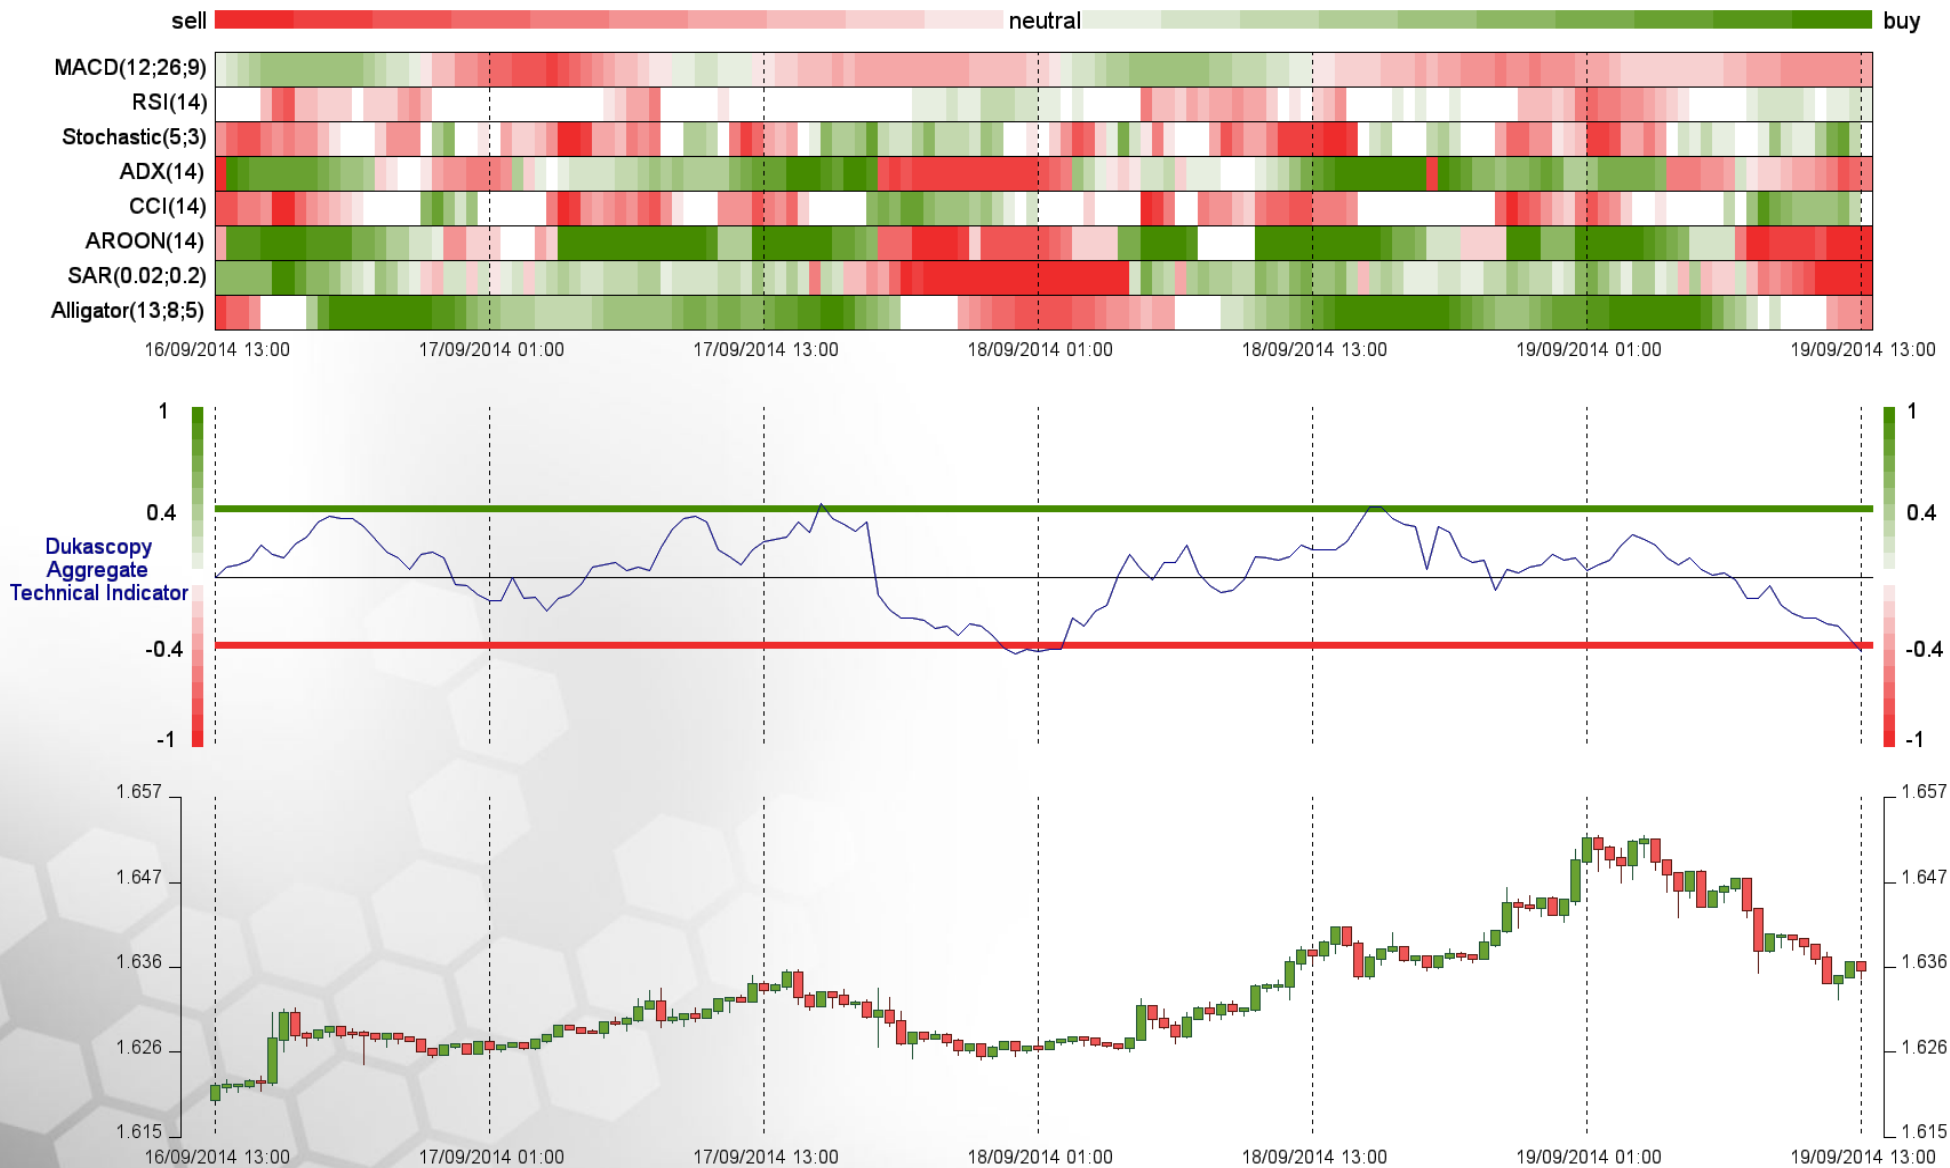 sell neutral buy
MACD(12;26;9)
RSI(14)
Stochastic(5;3)
ADX(14)
CCI(14)
AROON(14)
SAR(0.02;0.2)
Alligator(13;8;5)
16/09/2014 13:00 17/09/2014 01:00 17/09/2014 13:00 18/09/2014 01:00 18/09/2014 13:00 19/09/2014 01:00 19/09/2014 13:00
1 1
0.4 0.4
Dukascopy
Aggregate
Technical Indicator
-0.4 -0.4
-1 -1
1.657 1.657
1.647 1.647
1.636 1.636
1.626 1.626
1.615 1.615
16/09/2014 13:00 17/09/2014 01:00 17/09/2014 13:00 18/09/2014 01:00 18/09/2014 13:00 19/09/2014 01:00 19/09/2014 13:00